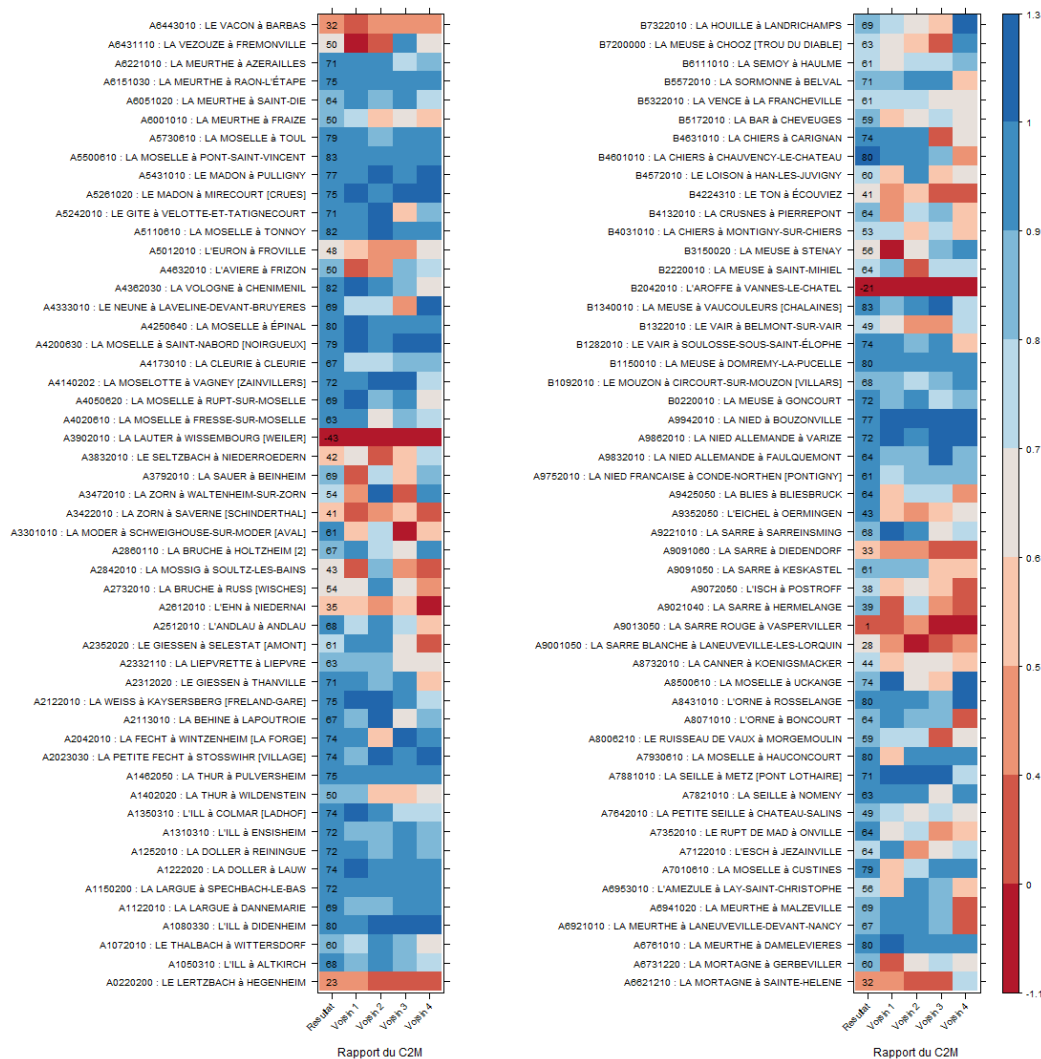 A6443010 : LE VACON à BARBAS 32
A6431110 : LA VEZOUZE à FREMONVILLE 50
A6221010 : LA MEURTHE à AZERAILLES 71
A6151030 : LA MEURTHE à RAON-L'ÉTAPE 75
A6051020 : LA MEURTHE à SAINT-DIE 64
A6001010 : LA MEURTHE à FRAIZE 50
A5730610 : LA MOSELLE à TOUL 79
A5500610 : LA MOSELLE à PONT-SAINT-VINCENT 83
A5431010 : LE MADON à PULLIGNY 77
A5261020 : LE MADON à MIRECOURT [CRUES] 75
A5242010 : LE GITE à VELOTTE-ET-TATIGNECOURT 71
A5110610 : LA MOSELLE à TONNOY 82
A5012010 : L'EURON à FROVILLE 48
A4632010 : L'AVIERE à FRIZON 50
A4362030 : LA VOLOGNE à CHENIMENIL 82
A4333010 : LE NEUNE à LAVELINE-DEVANT-BRUYERES 69
A4250640 : LA MOSELLE à ÉPINAL 80
A4200630 : LA MOSELLE à SAINT-NABORD [NOIRGUEUX] 79
A4173010 : LA CLEURIE à CLEURIE 67
A4140202 : LA MOSELOTTE à VAGNEY [ZAINVILLERS] 72
A4050620 : LA MOSELLE à RUPT-SUR-MOSELLE 69
A4020610 : LA MOSELLE à FRESSE-SUR-MOSELLE 63
A3902010 : LA LAUTER à WISSEMBOURG [WEILER] -43
A3832010 : LE SELTZBACH à NIEDERROEDERN 42
A3792010 : LA SAUER à BEINHEIM 69
A3472010 : LA ZORN à WALTENHEIM-SUR-ZORN 54
A3422010 : LA ZORN à SAVERNE [SCHINDERTHAL] 41
A3301010 : LA MODER à SCHWEIGHOUSE-SUR-MODER [AVAL] 61
A2860110 : LA BRUCHE à HOLTZHEIM [2] 67
A2842010 : LA MOSSIG à SOULTZ-LES-BAINS 43
A2732010 : LA BRUCHE à RUSS [WISCHES] 54
A2612010 : L'EHN à NIEDERNAI 35
A2512010 : L'ANDLAU à ANDLAU 68
A2352020 : LE GIESSEN à SELESTAT [AMONT] 61
A2332110 : LA LIEPVRETTE à LIEPVRE 63
A2312020 : LE GIESSEN à THANVILLE 71
A2122010 : LA WEISS à KAYSERSBERG [FRELAND-GARE] 75
A2113010 : LA BEHINE à LAPOUTROIE 67
A2042010 : LA FECHT à WINTZENHEIM [LA FORGE] 74
A2023030 : LA PETITE FECHT à STOSSWIHR [VILLAGE] 74
A1462050 : LA THUR à PULVERSHEIM 75
A1402020 : LA THUR à WILDENSTEIN 50
A1350310 : L'ILL à COLMAR [LADHOF] 74
A1310310 : L'ILL à ENSISHEIM 72
A1252010 : LA DOLLER à REININGUE 72
A1222020 : LA DOLLER à LAUW 74
A1150200 : LA LARGUE à SPECHBACH-LE-BAS 72
A1122010 : LA LARGUE à DANNEMARIE 69
A1080330 : L'ILL à DIDENHEIM 80
A1072010 : LE THALBACH à WITTERSDORF 60
A1050310 : L'ILL à ALTKIRCH 68
A0220200 : LE LERTZBACH à HEGENHEIM 23
Resultat Voisin 1 Voisin 2 Voisin 3 Voisin 4
Rapport du C2M
B7322010 : LA HOUILLE à LANDRICHAMPS 69
B7200000 : LA MEUSE à CHOOZ [TROU DU DIABLE] 63
B6111010 : LA SEMOY à HAULME 61
B5572010 : LA SORMONNE à BELVAL 71
B5322010 : LA VENCE à LA FRANCHEVILLE 61
B5172010 : LA BAR à CHEVEUGES 59
B4631010 : LA CHIERS à CARIGNAN 74
B4601010 : LA CHIERS à CHAUVENCY-LE-CHATEAU 80
B4572010 : LE LOISON à HAN-LES-JUVIGNY 60
B4224310 : LE TON à ÉCOUVIEZ 41
B4132010 : LA CRUSNES à PIERREPONT 64
B4031010 : LA CHIERS à MONTIGNY-SUR-CHIERS 53
B3150020 : LA MEUSE à STENAY 56
B2220010 : LA MEUSE à SAINT-MIHIEL 64
B2042010 : L'AROFFE à VANNES-LE-CHATEL -21
B1340010 : LA MEUSE à VAUCOULEURS [CHALAINES] 83
B1322010 : LE VAIR à BELMONT-SUR-VAIR 49
B1282010 : LE VAIR à SOULOSSE-SOUS-SAINT-ÉLOPHE 74
B1150010 : LA MEUSE à DOMREMY-LA-PUCELLE 80
B1092010 : LE MOUZON à CIRCOURT-SUR-MOUZON [VILLARS] 68
B0220010 : LA MEUSE à GONCOURT 72
A9942010 : LA NIED à BOUZONVILLE 77
A9862010 : LA NIED ALLEMANDE à VARIZE 72
A9832010 : LA NIED ALLEMANDE à FAULQUEMONT 64
A9752010 : LA NIED FRANCAISE à CONDE-NORTHEN [PONTIGNY] 61
A9425050 : LA BLIES à BLIESBRUCK 64
A9352050 : L'EICHEL à OERMINGEN 43
A9221010 : LA SARRE à SARREINSMING 68
A9091060 : LA SARRE à DIEDENDORF 33
A9091050 : LA SARRE à KESKASTEL 61
A9072050 : L'ISCH à POSTROFF 38
A9021040 : LA SARRE à HERMELANGE 39
A9013050 : LA SARRE ROUGE à VASPERVILLER 1
A9001050 : LA SARRE BLANCHE à LANEUVEVILLE-LES-LORQUIN 28
A8732010 : LA CANNER à KOENIGSMACKER 44
A8500610 : LA MOSELLE à UCKANGE 74
A8431010 : L'ORNE à ROSSELANGE 80
A8071010 : L'ORNE à BONCOURT 64
A8006210 : LE RUISSEAU DE VAUX à MORGEMOULIN 59
A7930610 : LA MOSELLE à HAUCONCOURT 80
A7881010 : LA SEILLE à METZ [PONT LOTHAIRE] 71
A7821010 : LA SEILLE à NOMENY 63
A7642010 : LA PETITE SEILLE à CHATEAU-SALINS 49
A7352010 : LE RUPT DE MAD à ONVILLE 64
A7122010 : L'ESCH à JEZAINVILLE 64
A7010610 : LA MOSELLE à CUSTINES 79
A6953010 : L'AMEZULE à LAY-SAINT-CHRISTOPHE 66
A6941020 : LA MEURTHE à MALZEVILLE 69
A6921010 : LA MEURTHE à LANEUVEVILLE-DEVANT-NANCY 67
A6761010 : LA MEURTHE à DAMELEVIERES 80
A6731220 : LA MORTAGNE à GERBEVILLER 60
A6621210 : LA MORTAGNE à SAINTE-HELENE 32
Resultat Voisin 1 Voisin 2 Voisin 3 Voisin 4
Rapport du C2M
1.3
1
0.9
0.8
0.7
0.6
0.5
0.4
0
-1.1